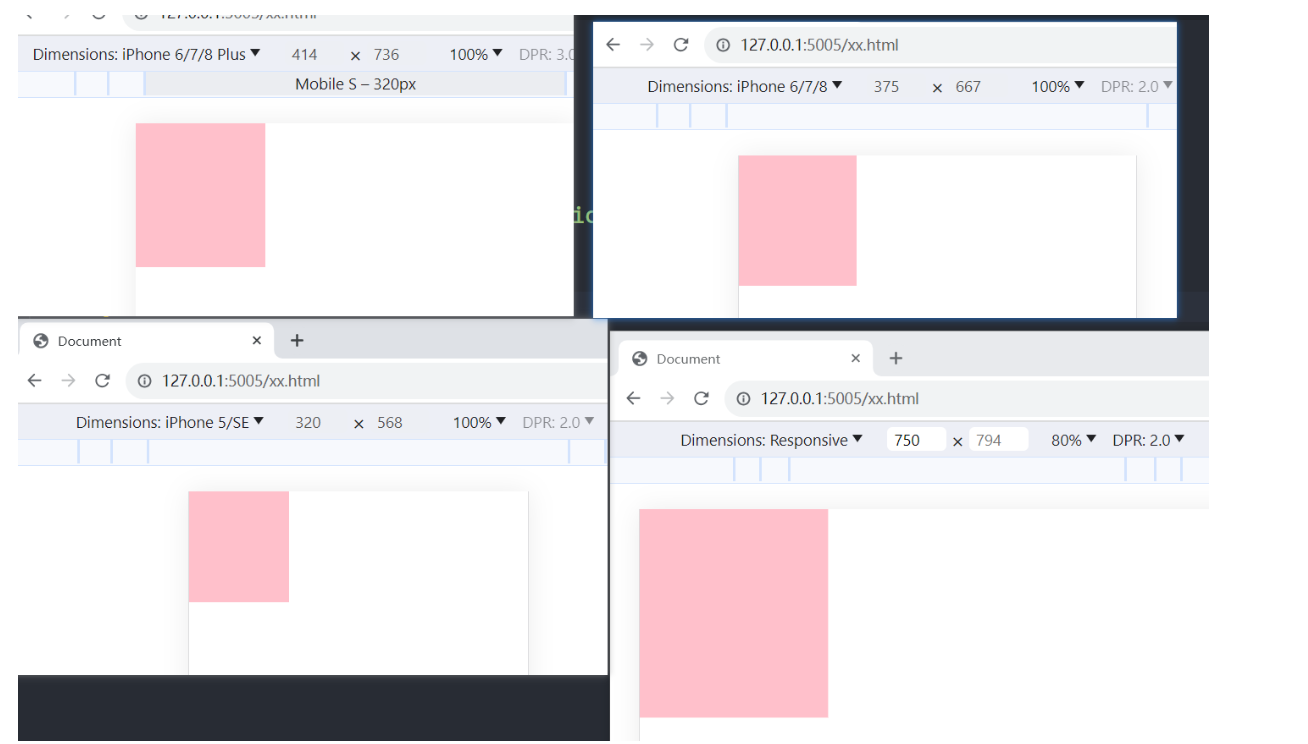 127.0.0.1:5005/xx.html
Dimensions: iPhone 6/7/8 Plus 414 × 736 100% DPR: 3.0
Mobile S – 320px
127.0.0.1:5005/xx.html
Dimensions: iPhone 6/7/8 375 × 667 100% DPR: 2.0
ic
Document
127.0.0.1:5005/xx.html
Dimensions: iPhone 5/SE 320 × 568 100% DPR: 2.0
Document
127.0.0.1:5005/xx.html
Dimensions: Responsive 750 × 794 80% DPR: 2.0